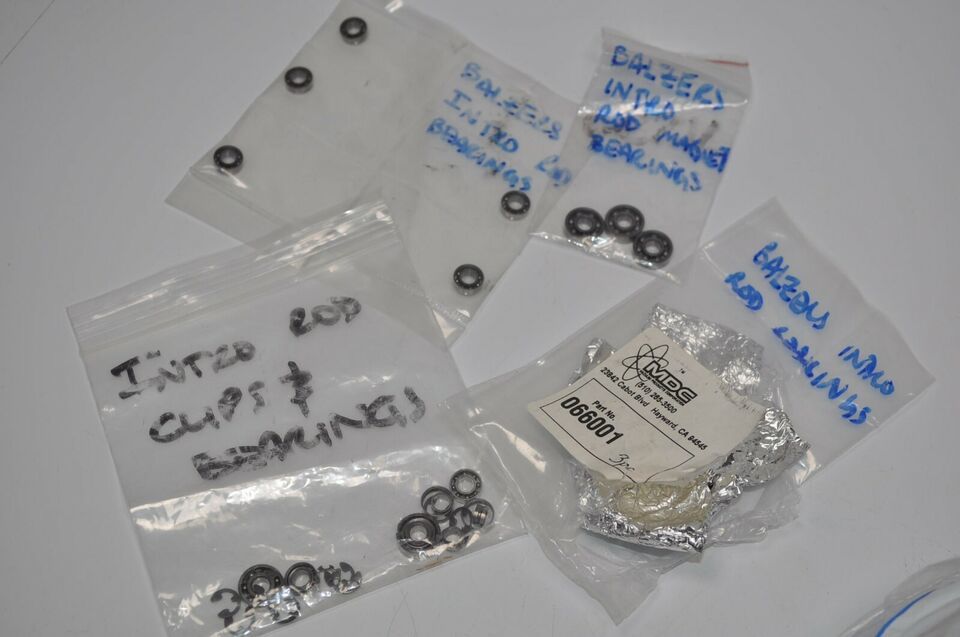 BALZERS
INTRO ROD
BEARINGS
BALZERS
INTRO
ROD MAGNET
BEARINGS
BALZERS INTRO
ROD BEARINGS
INTRO ROD
CLIPS &
BEARINGS
MDC
™
23842 Cabot Blvd Hayward, CA 94545
(510) 265-3500
Part No.
066001
3pc